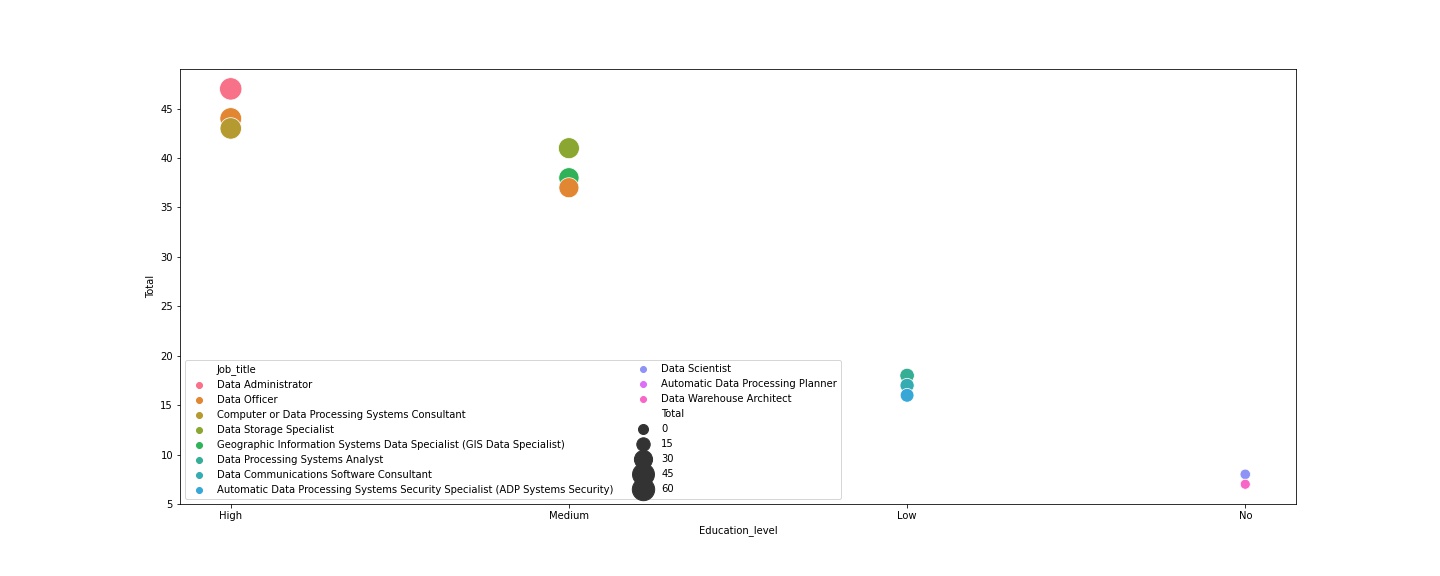 45
40
35
30
25
20
15
10
5
Total
Job_title
Data Administrator
Data Officer
Computer or Data Processing Systems Consultant
Data Storage Specialist
Geographic Information Systems Data Specialist (GIS Data Specialist)
Data Processing Systems Analyst
Data Communications Software Consultant
Automatic Data Processing Systems Security Specialist (ADP Systems Security)
Data Scientist
Automatic Data Processing Planner
Data Warehouse Architect
Total
0
15
30
45
60
High
Medium
Low
No
Education_level